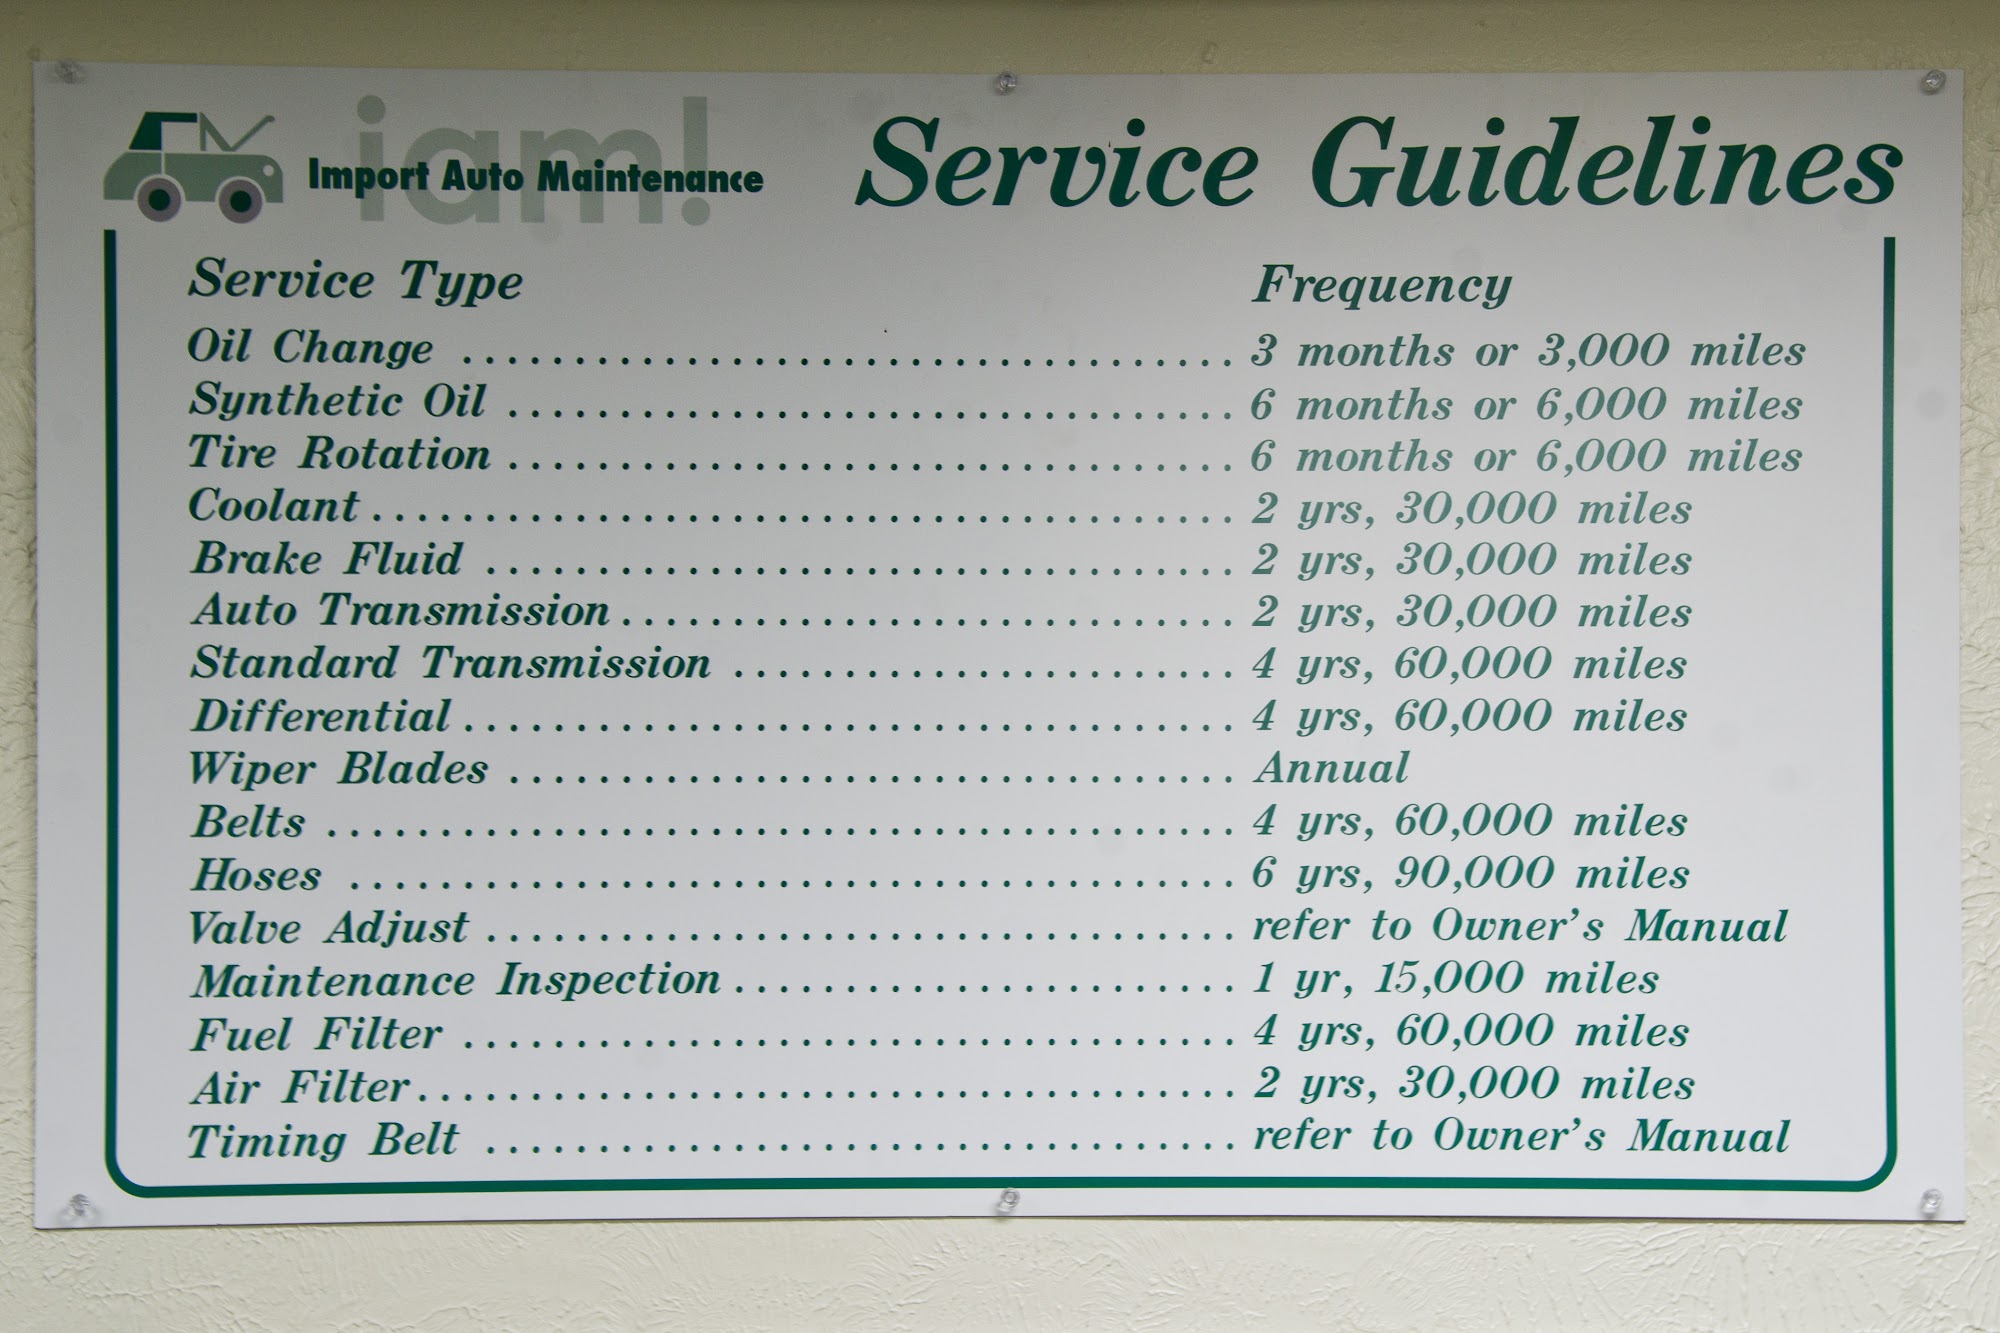 iam!
Import Auto Maintenance
Service Guidelines
Service Type Frequency
Oil Change ........ 3 months or 3,000 miles
Synthetic Oil ........ 6 months or 6,000 miles
Tire Rotation ........ 6 months or 6,000 miles
Coolant ........ 2 yrs, 30,000 miles
Brake Fluid ........ 2 yrs, 30,000 miles
Auto Transmission ........ 2 yrs, 30,000 miles
Standard Transmission ........ 4 yrs, 60,000 miles
Differential ........ 4 yrs, 60,000 miles
Wiper Blades ........ Annual
Belts ........ 4 yrs, 60,000 miles
Hoses ........ 6 yrs, 90,000 miles
Valve Adjust ........ refer to Owner's Manual
Maintenance Inspection ........ 1 yr, 15,000 miles
Fuel Filter ........ 4 yrs, 60,000 miles
Air Filter ........ 2 yrs, 30,000 miles
Timing Belt ........ refer to Owner's Manual